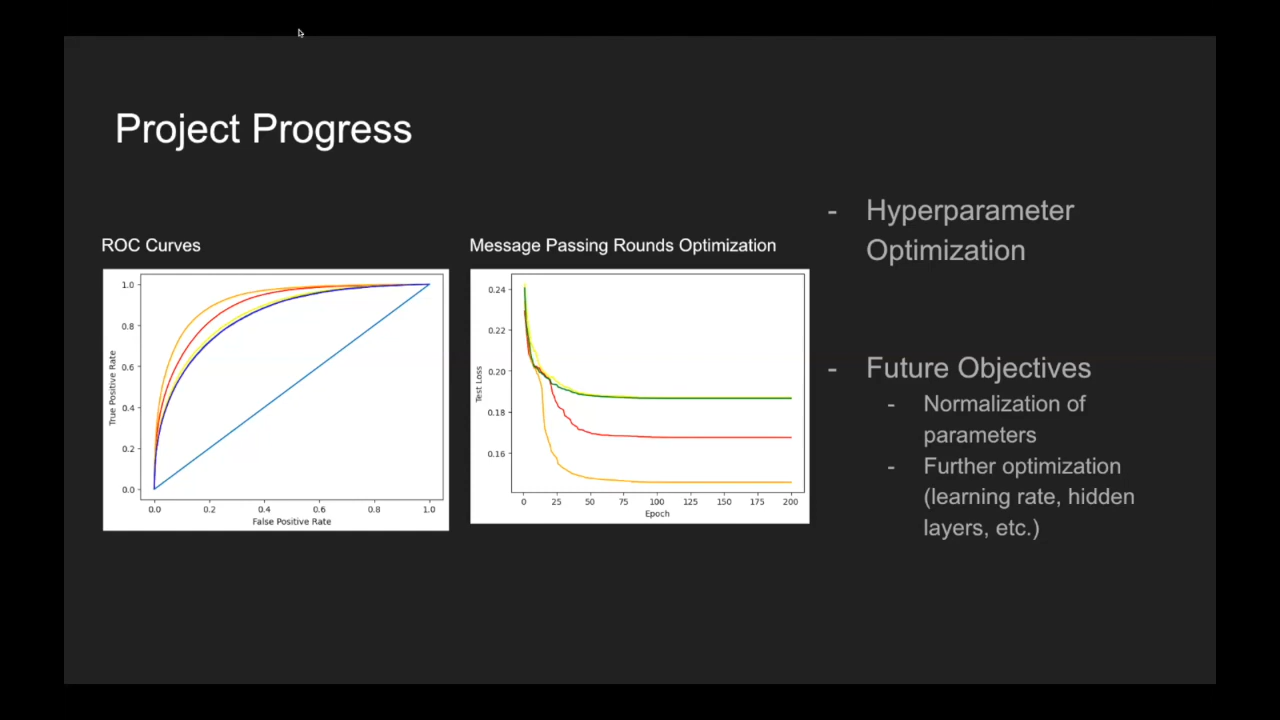 Project Progress
ROC Curves
True Positive Rate
1.0
0.8
0.6
0.4
0.2
0.0
0.0 0.2 0.4 0.6 0.8 1.0
False Positive Rate
Message Passing Rounds Optimization
Test Loss
0.24
0.22
0.20
0.18
0.16
0 25 50 75 100 125 150 175 200
Epoch
- Hyperparameter
Optimization
- Future Objectives
- Normalization of
parameters
- Further optimization
(learning rate, hidden
layers, etc.)